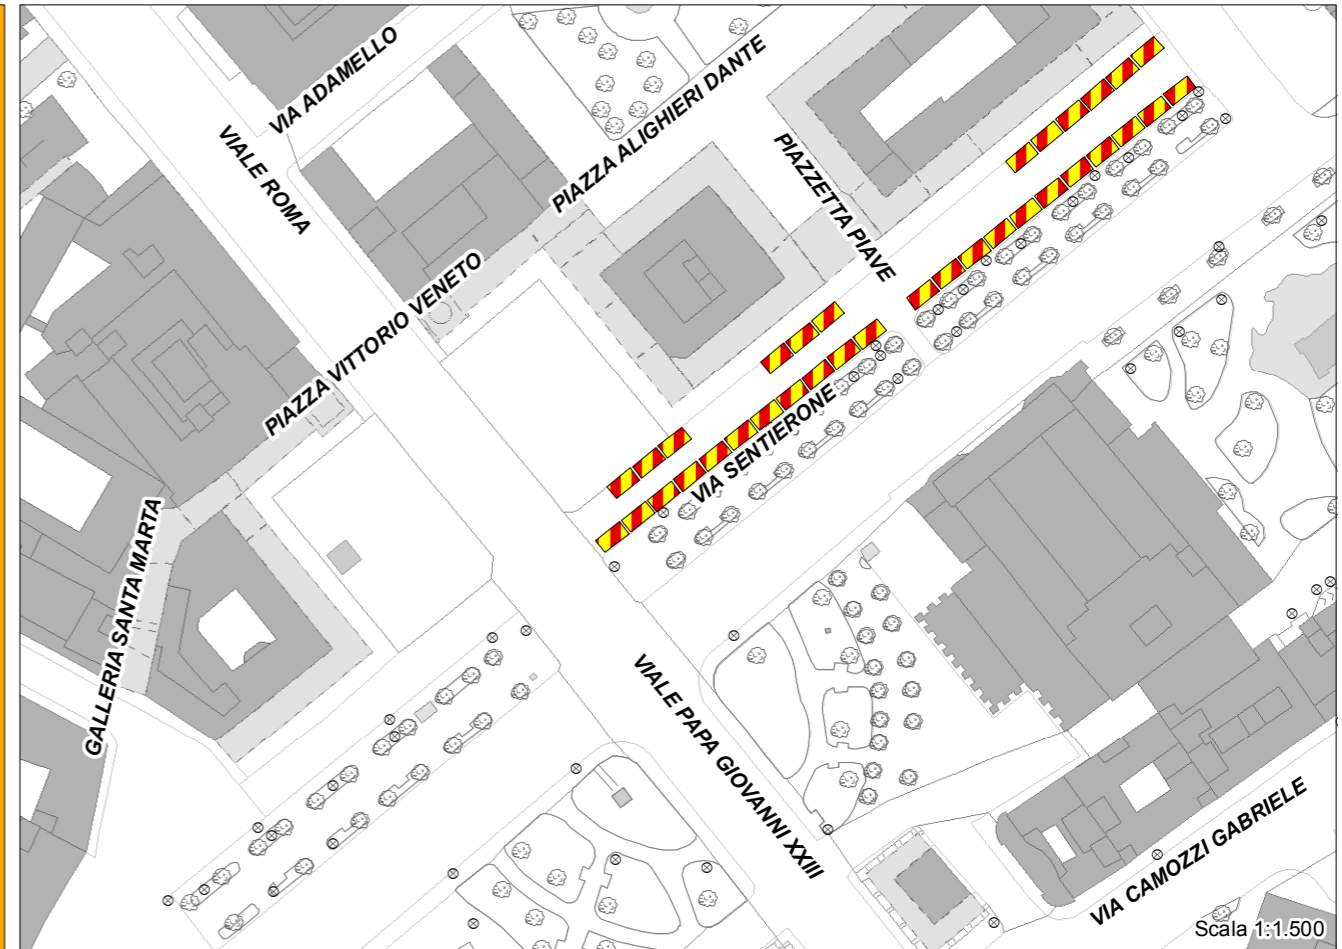 VIA ADAMELLO
VIALE ROMA
PIAZZA ALIGHIERI DANTE
PIAZZETTA PIAVE
PIAZZA VITTORIO VENETO
VIA SENTIERONE
GALLERIA SANTA MARTA
VIALE PAPA GIOVANNI XXIII
VIA CAMOZZI GABRIELE
Scala 1:1.500